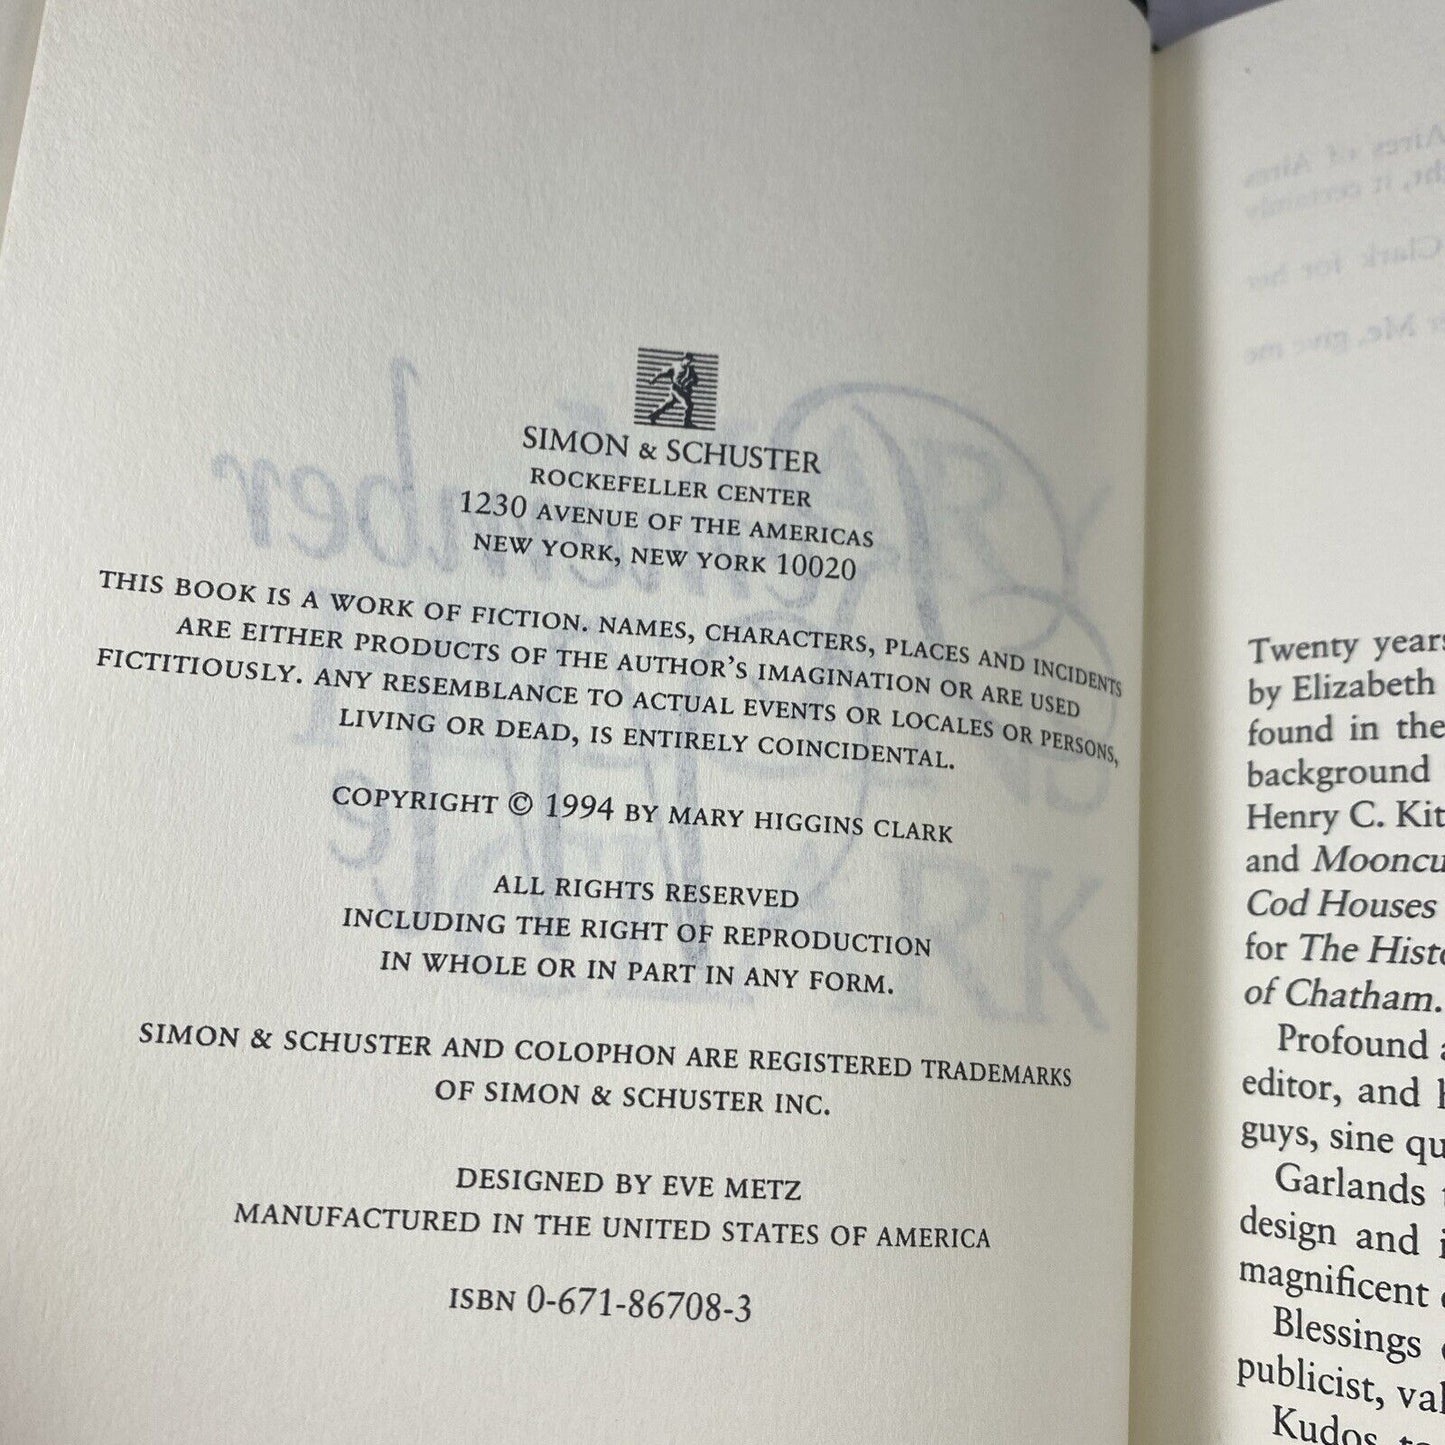 SIMON & SCHUSTER
ROCKEFELLER CENTER
1230 AVENUE OF THE AMERICAS
NEW YORK, NEW YORK 10020
THIS BOOK IS A WORK OF FICTION. NAMES, CHARACTERS, PLACES AND INCIDENTS
ARE EITHER PRODUCTS OF THE AUTHOR'S IMAGINATION OR ARE USED
FICTITIOUSLY. ANY RESEMBLANCE TO ACTUAL EVENTS OR LOCALES OR PERSONS,
LIVING OR DEAD, IS ENTIRELY COINCIDENTAL.
COPYRIGHT © 1994 BY MARY HIGGINS CLARK
ALL RIGHTS RESERVED
INCLUDING THE RIGHT OF REPRODUCTION
IN WHOLE OR IN PART IN ANY FORM.
SIMON & SCHUSTER AND COLOPHON ARE REGISTERED TRADEMARKS
OF SIMON & SCHUSTER INC.
DESIGNED BY EVE METZ
MANUFACTURED IN THE UNITED STATES OF AMERICA
ISBN 0-671-86708-3
Twenty years
by Elizabeth
found in the
background
Henry C. Kit
and Mooncu
Cod Houses
for The Histo
of Chatham.
Profound
editor, and
guys, sine qu
Garlands
design and
magnificent
Blessings
publicist, val
Kudos